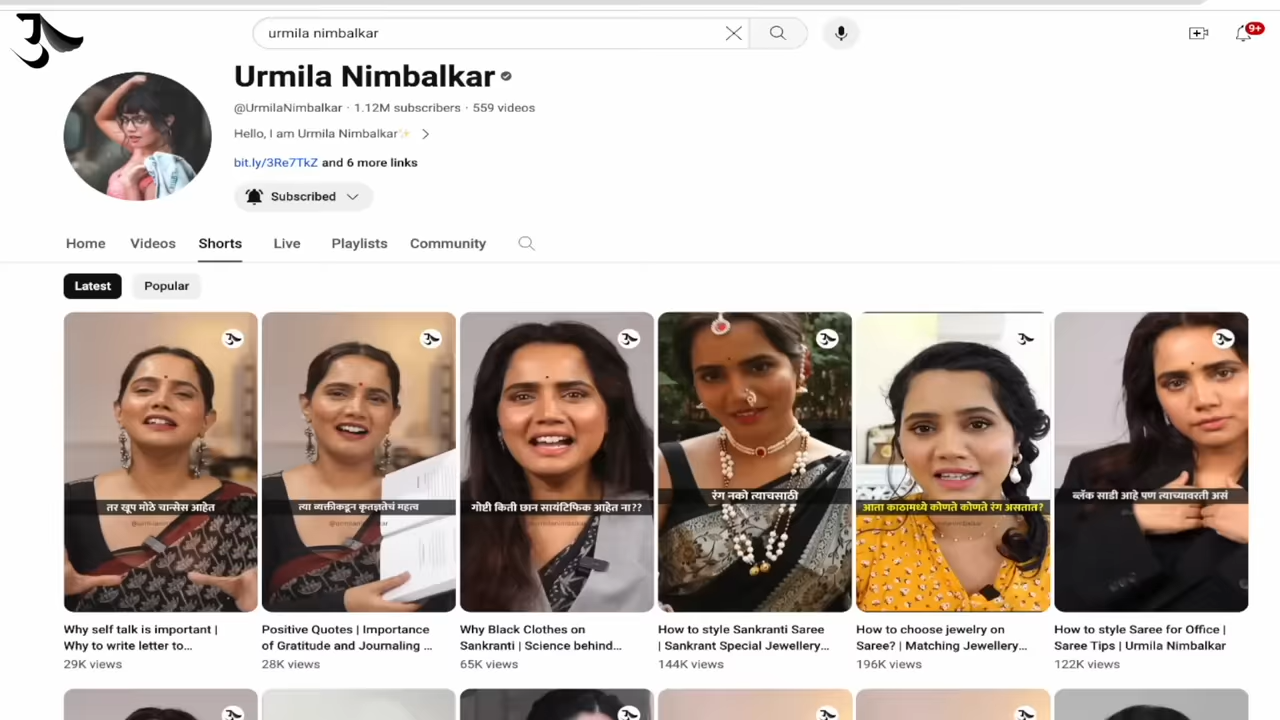 urmila nimbalkar
9+
Urmila Nimbalkar
@UrmilaNimbalkar · 1.12M subscribers · 559 videos
Hello, I am Urmila Nimbalkar✨
bit.ly/3Re7TkZ and 6 more links
Subscribed
Home Videos Shorts Live Playlists Community
Latest Popular
तर खूप मोठे चान्सेस आहेत
त्या व्यक्तीकडून कृतज्ञतेचं महत्व
गोष्टी किती छान सायंटिफिक आहेत ना??
रंग नको त्याचसाठी
आता काठामध्ये कोणते कोणते रंग असतात?
ब्लॅक साडी आहे पण त्याच्यावरती असं
Why self talk is important |
Why to write letter to...
29K views
Positive Quotes | Importance
of Gratitude and Journaling ...
28K views
Why Black Clothes on
Sankranti | Science behind...
65K views
How to style Sankranti Saree
| Sankrant Special Jewellery...
144K views
How to choose jewelry on
Saree? | Matching Jewellery...
196K views
How to style Saree for Office |
Saree Tips | Urmila Nimbalkar
122K views